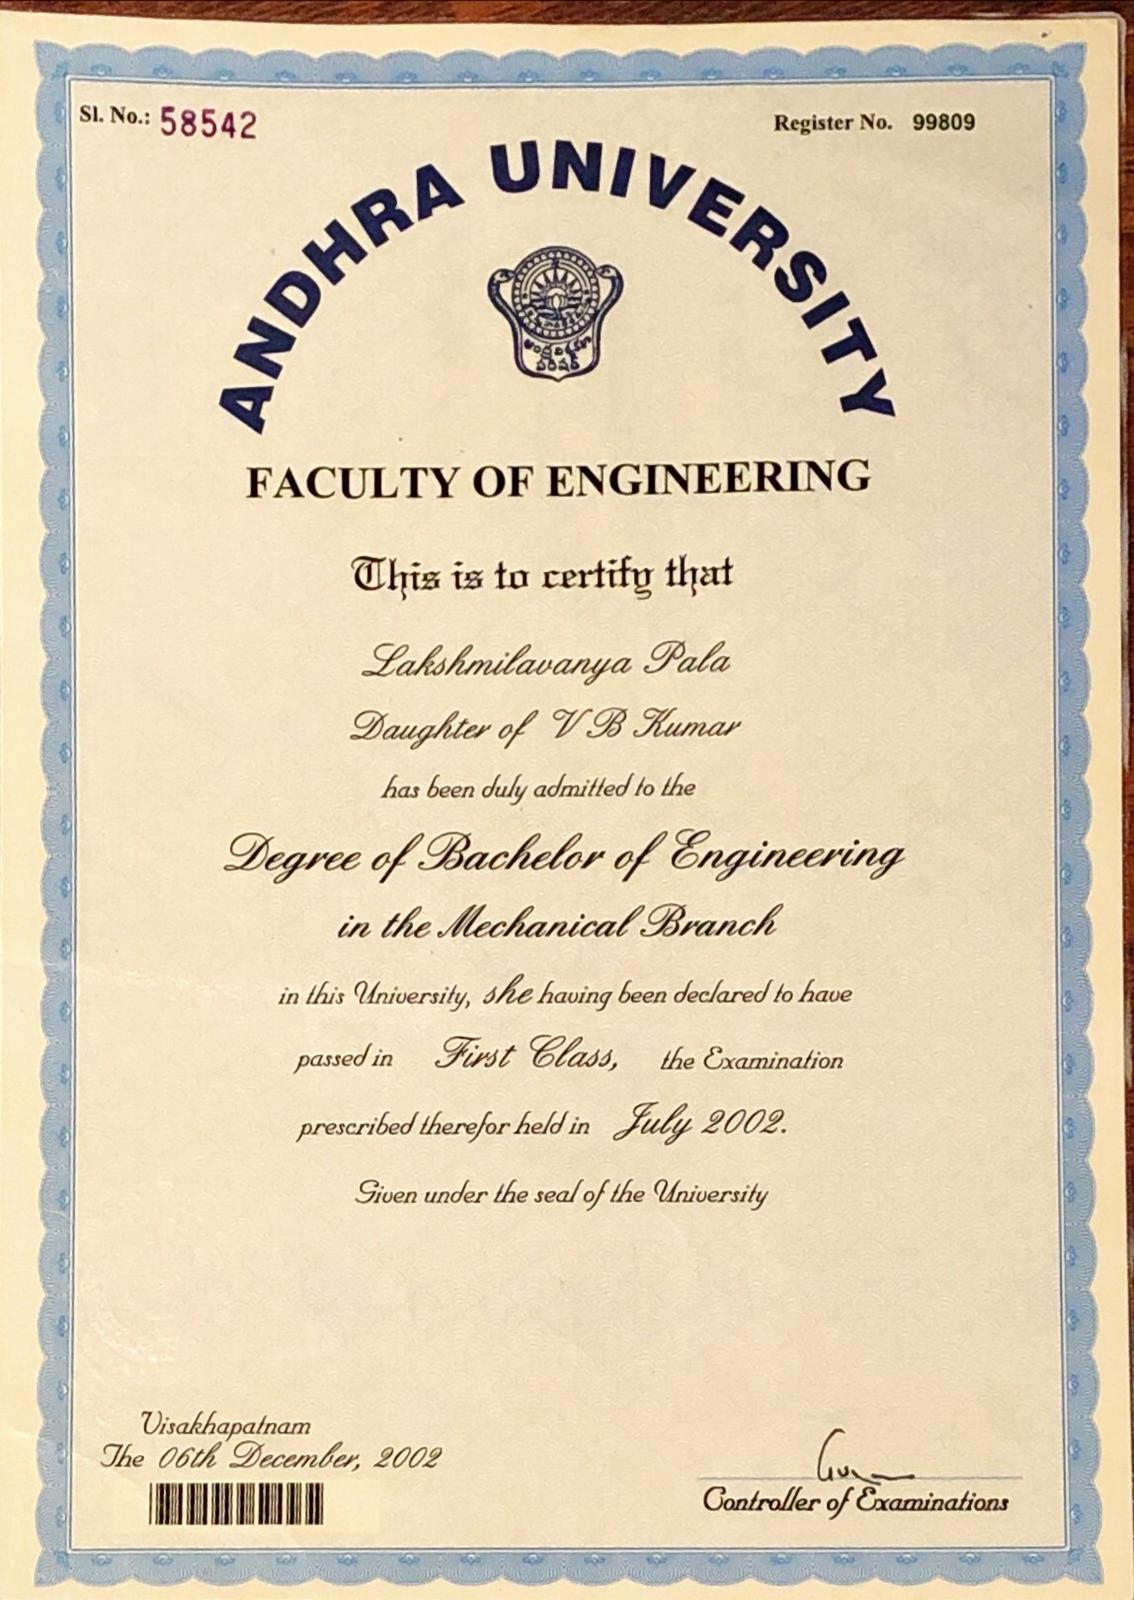 Sl. No.: 58542
Register No. 99809
ANDHRA UNIVERSITY
FACULTY OF ENGINEERING
This is to certify that
Lakshmilavanya Pala
Daughter of V B Kumar
has been duly admitted to the
Degree of Bachelor of Engineering
in the Mechanical Branch
in this University, she having been declared to have
passed in First Class, the Examination
prescribed therefor held in July 2002.
Given under the seal of the University
Visakhapatnam
The 06th December, 2002
Controller of Examinations